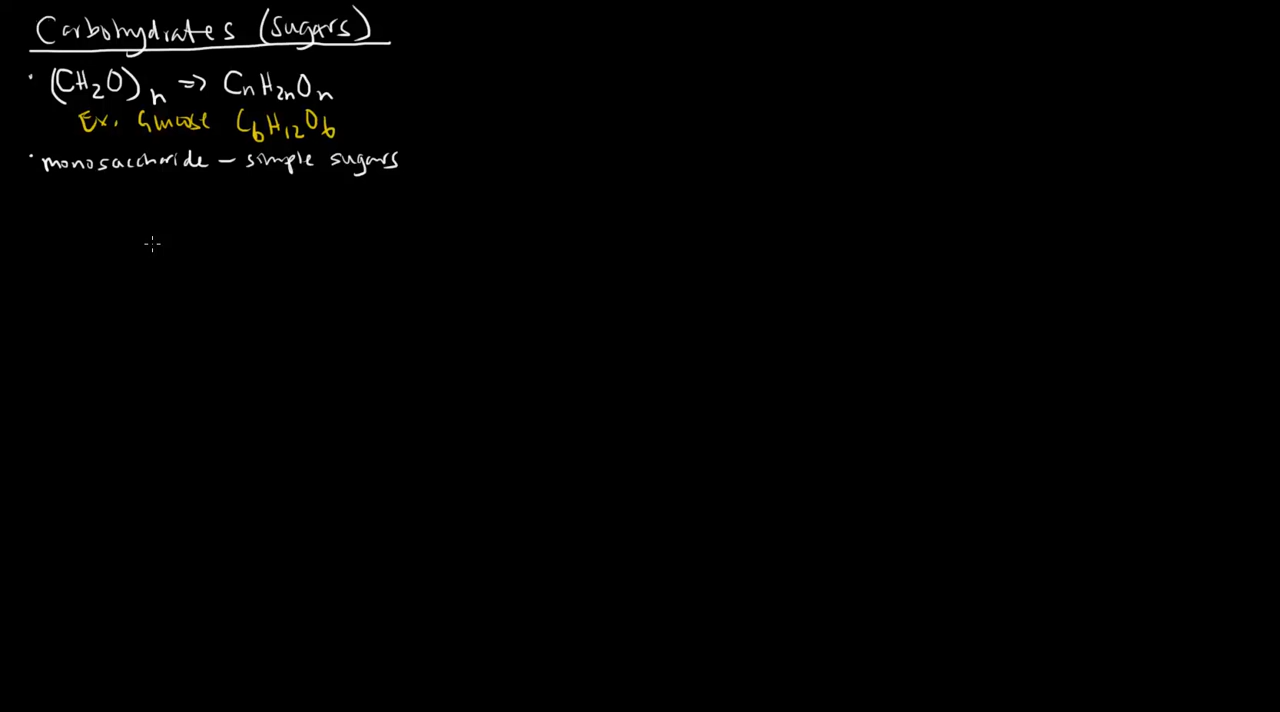 Carbohydrates (Sugars)
· (CH₂O)ₙ => CₙH₂ₙOₙ
Ex. Glucose C₆H₁₂O₆
· monosaccharide – simple sugars